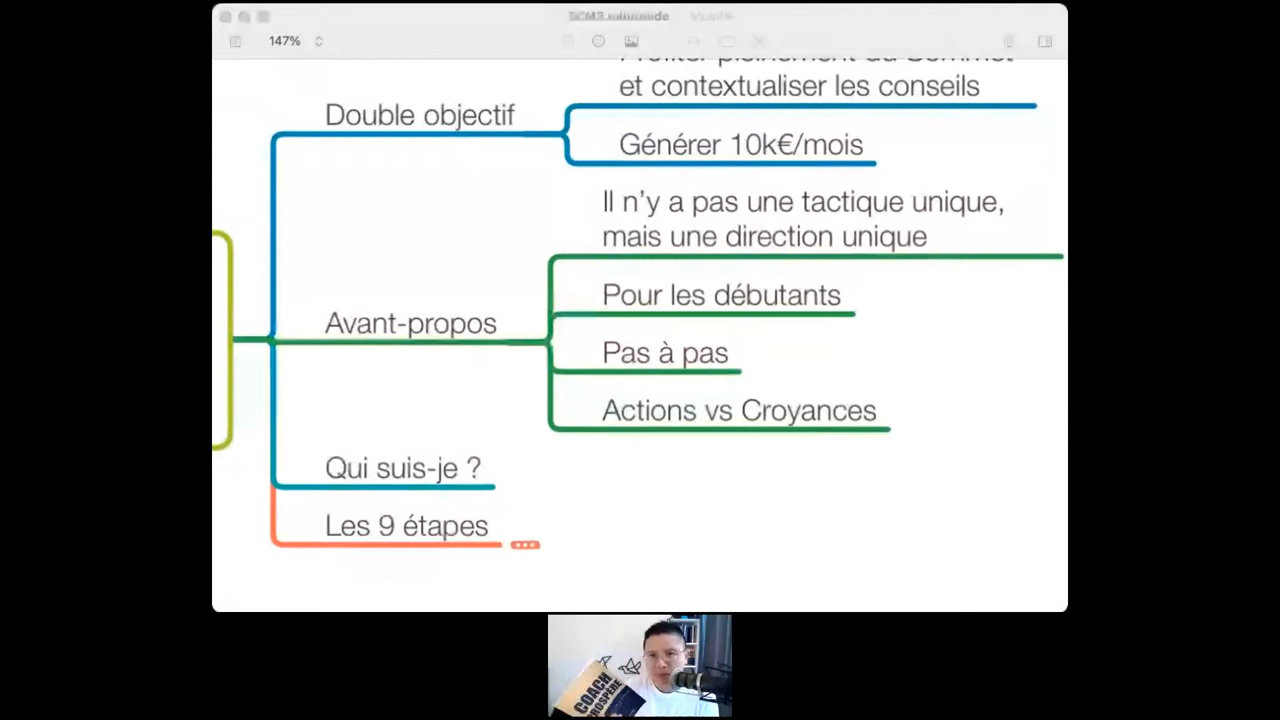 147%
et contextualiser les conseils
Double objectif
Générer 10k€/mois
Il n'y a pas une tactique unique,
mais une direction unique
Pour les débutants
Avant-propos
Pas à pas
Actions vs Croyances
Qui suis-je ?
Les 9 étapes
COACH
PROSPÈRE